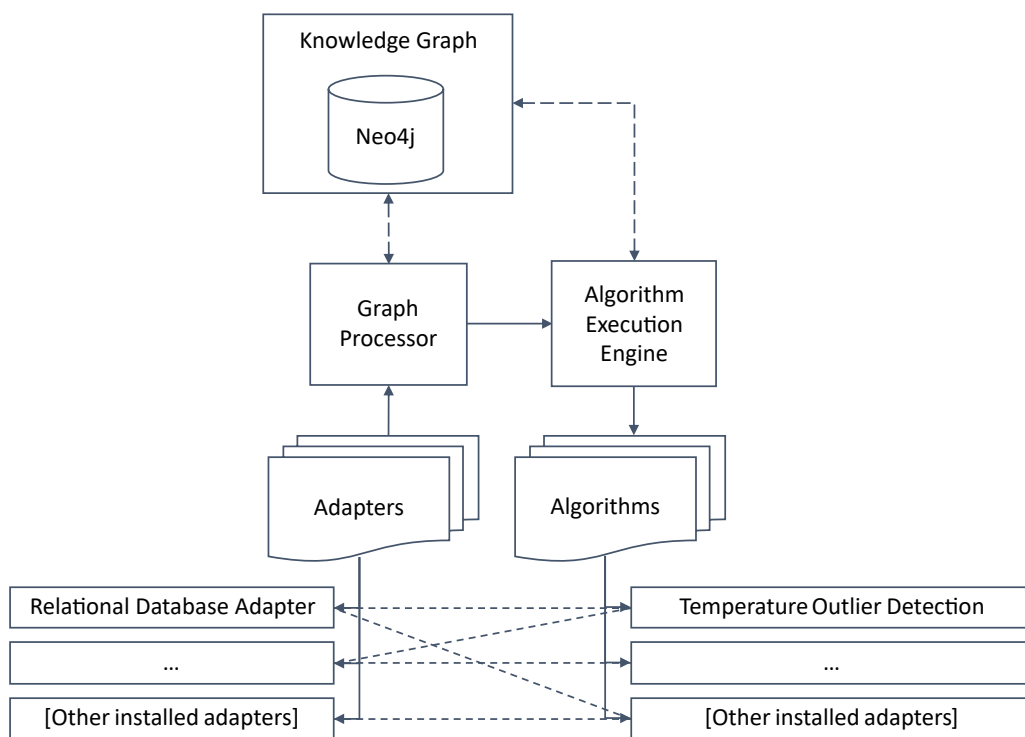 Knowledge Graph
Neo4j
Graph
Processor
Algorithm
Execution
Engine
Adapters
Algorithms
Relational Database Adapter
Temperature Outlier Detection
...
...
[Other installed adapters]
[Other installed adapters]